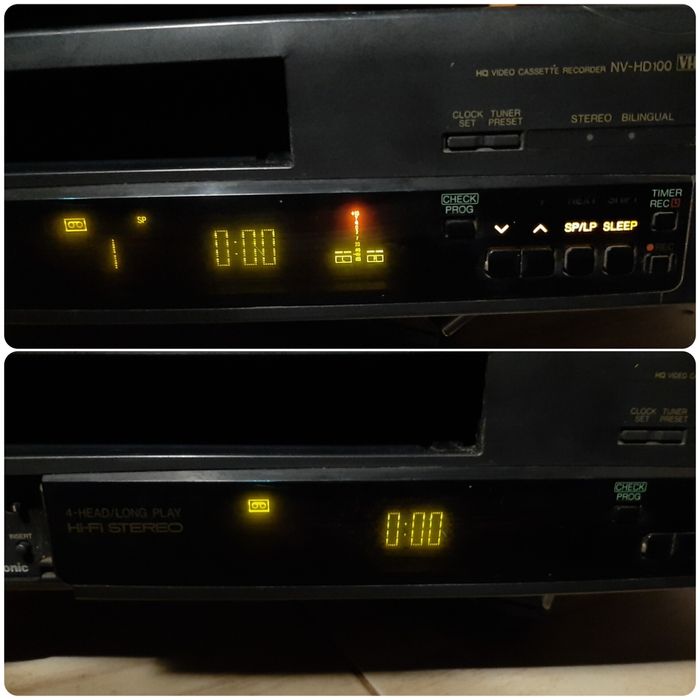 HQ VIDEO CASSETTE RECORDER NV-HD100 VH
CLOCK SET TUNER PRESET
STEREO BILINGUAL
CHECK PROG
TIMER REC
SP
1
0:00
L R
SP/LP SLEEP
REC
HQ VIDEO C
CLOCK SET TUNER PRESET
CHECK PROG
4-HEAD/LONG PLAY
HI-FI STEREO
0:00
INSERT
onic